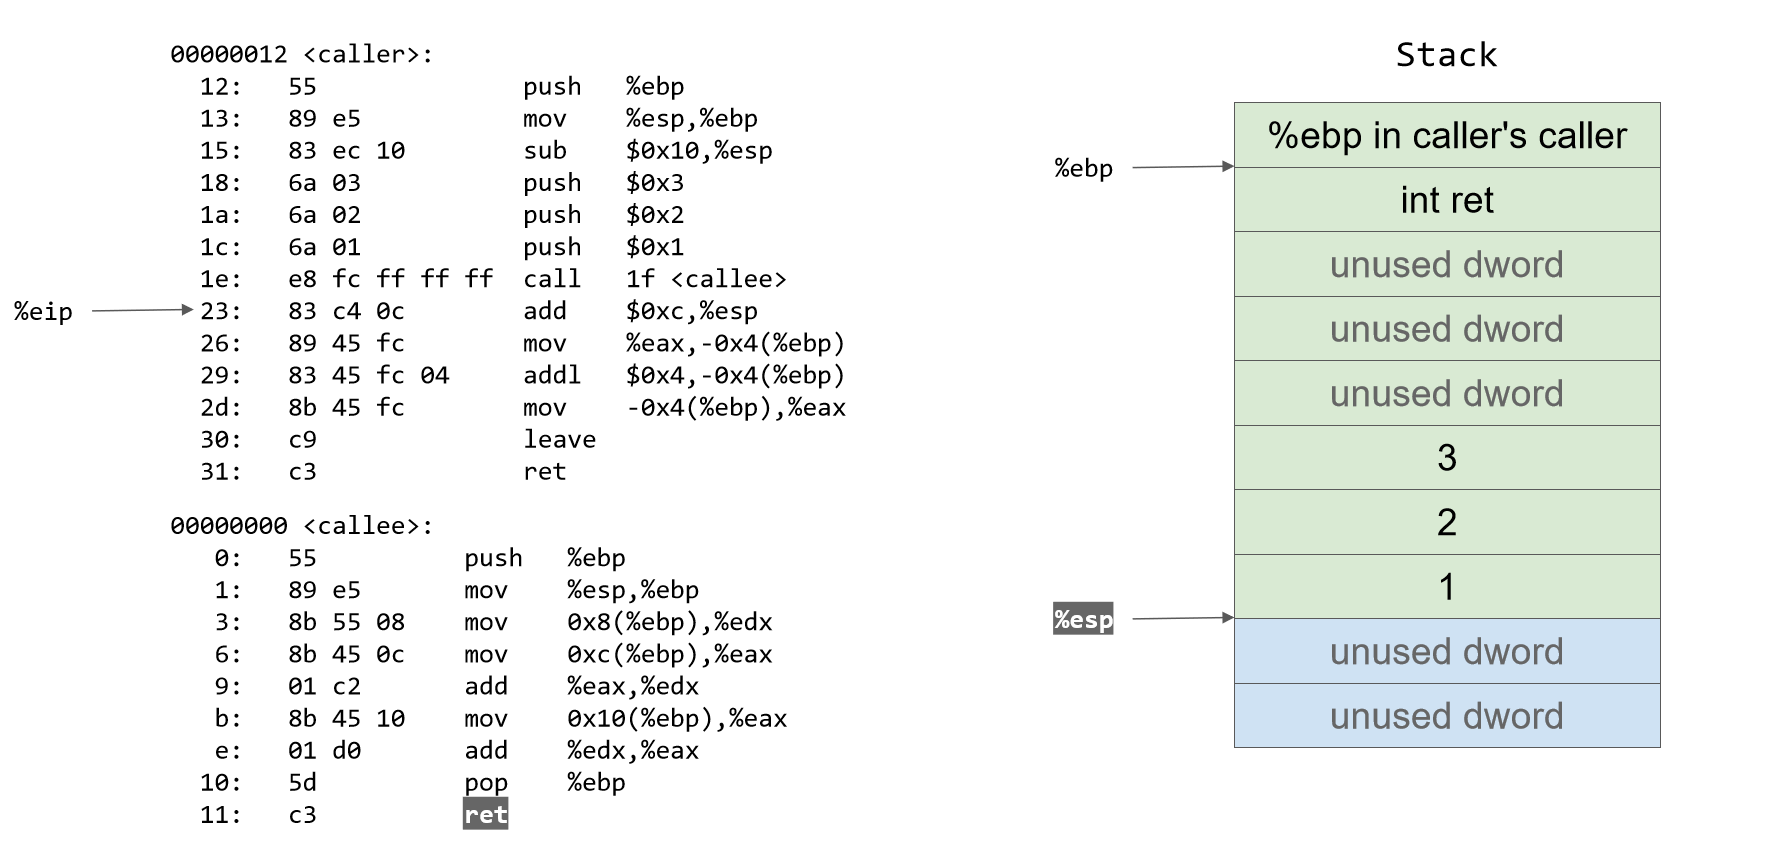 00000012 <caller>:
12: 55 push %ebp
13: 89 e5 mov %esp,%ebp
15: 83 ec 10 sub $0x10,%esp
18: 6a 03 push $0x3
1a: 6a 02 push $0x2
1c: 6a 01 push $0x1
1e: e8 fc ff ff ff call 1f <callee>
%eip
23: 83 c4 0c add $0xc,%esp
26: 89 45 fc mov %eax,-0x4(%ebp)
29: 83 45 fc 04 addl $0x4,-0x4(%ebp)
2d: 8b 45 fc mov -0x4(%ebp),%eax
30: c9 leave
31: c3 ret
00000000 <callee>:
0: 55 push %ebp
1: 89 e5 mov %esp,%ebp
3: 8b 55 08 mov 0x8(%ebp),%edx
6: 8b 45 0c mov 0xc(%ebp),%eax
9: 01 c2 add %eax,%edx
b: 8b 45 10 mov 0x10(%ebp),%eax
e: 01 d0 add %edx,%eax
10: 5d pop %ebp
11: c3 ret
Stack
%ebp in caller's caller
%ebp
int ret
unused dword
unused dword
unused dword
3
2
1
%esp
unused dword
unused dword